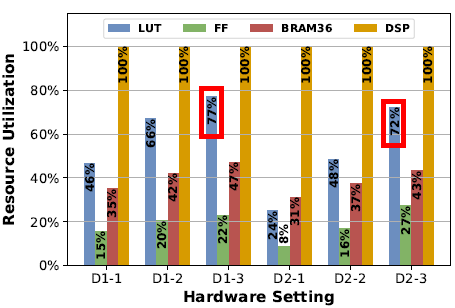 LUT FF BRAM36 DSP
Resource Utilization
100%
80%
60%
40%
20%
0%
46% 15% 35% 100%
66% 20% 42% 100%
77% 22% 47% 100%
24% 8% 31% 100%
48% 16% 37% 100%
72% 27% 43% 100%
D1-1 D1-2 D1-3 D2-1 D2-2 D2-3
Hardware Setting